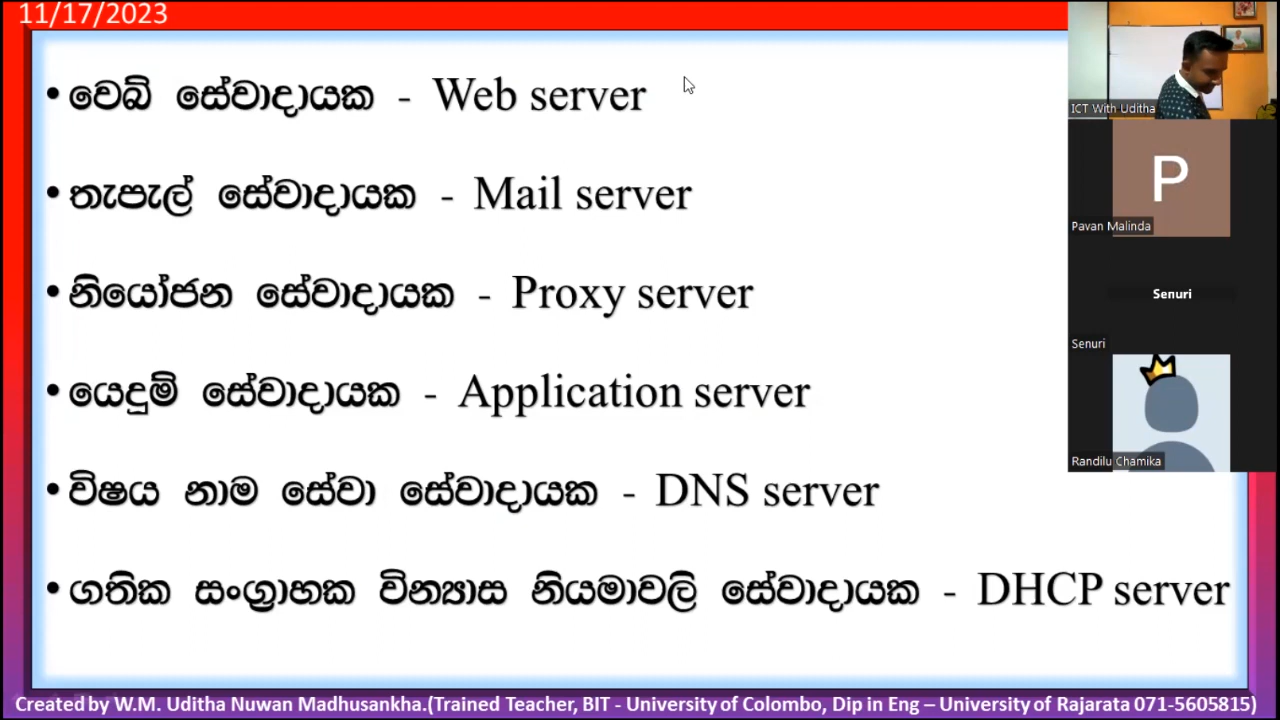 11/17/2023
• වෙබ් සේවාදායක - Web server
• තැපැල් සේවාදායක - Mail server
• නියෝජන සේවාදායක - Proxy server
• යෙදුම් සේවාදායක - Application server
• විෂය නාම සේවා සේවාදායක - DNS server
• ගතික සංග්‍රාහක වින්‍යාස නියමාවලි සේවාදායක - DHCP server
ICT With Uditha
P
Pavan Malinda
Senuri
Senuri
Randilu Chamika
Created by W.M. Uditha Nuwan Madhusankha.(Trained Teacher, BIT - University of Colombo, Dip in Eng – University of Rajarata 071-5605815)